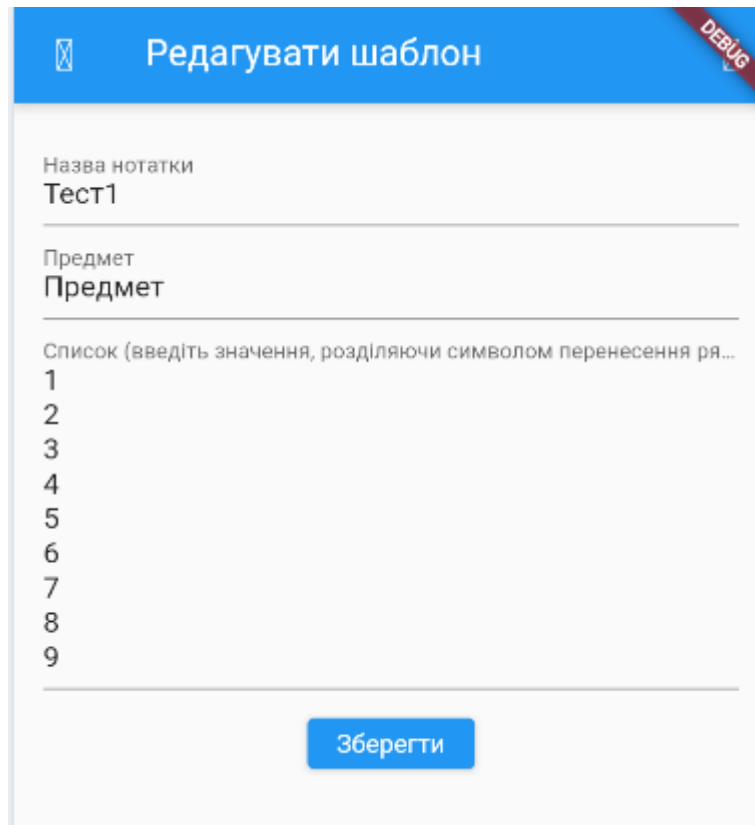 Редагувати шаблон
DEBUG
Назва нотатки
Тест1
Предмет
Предмет
Список (введіть значення, розділяючи символом перенесення ря...
1
2
3
4
5
6
7
8
9
Зберегти